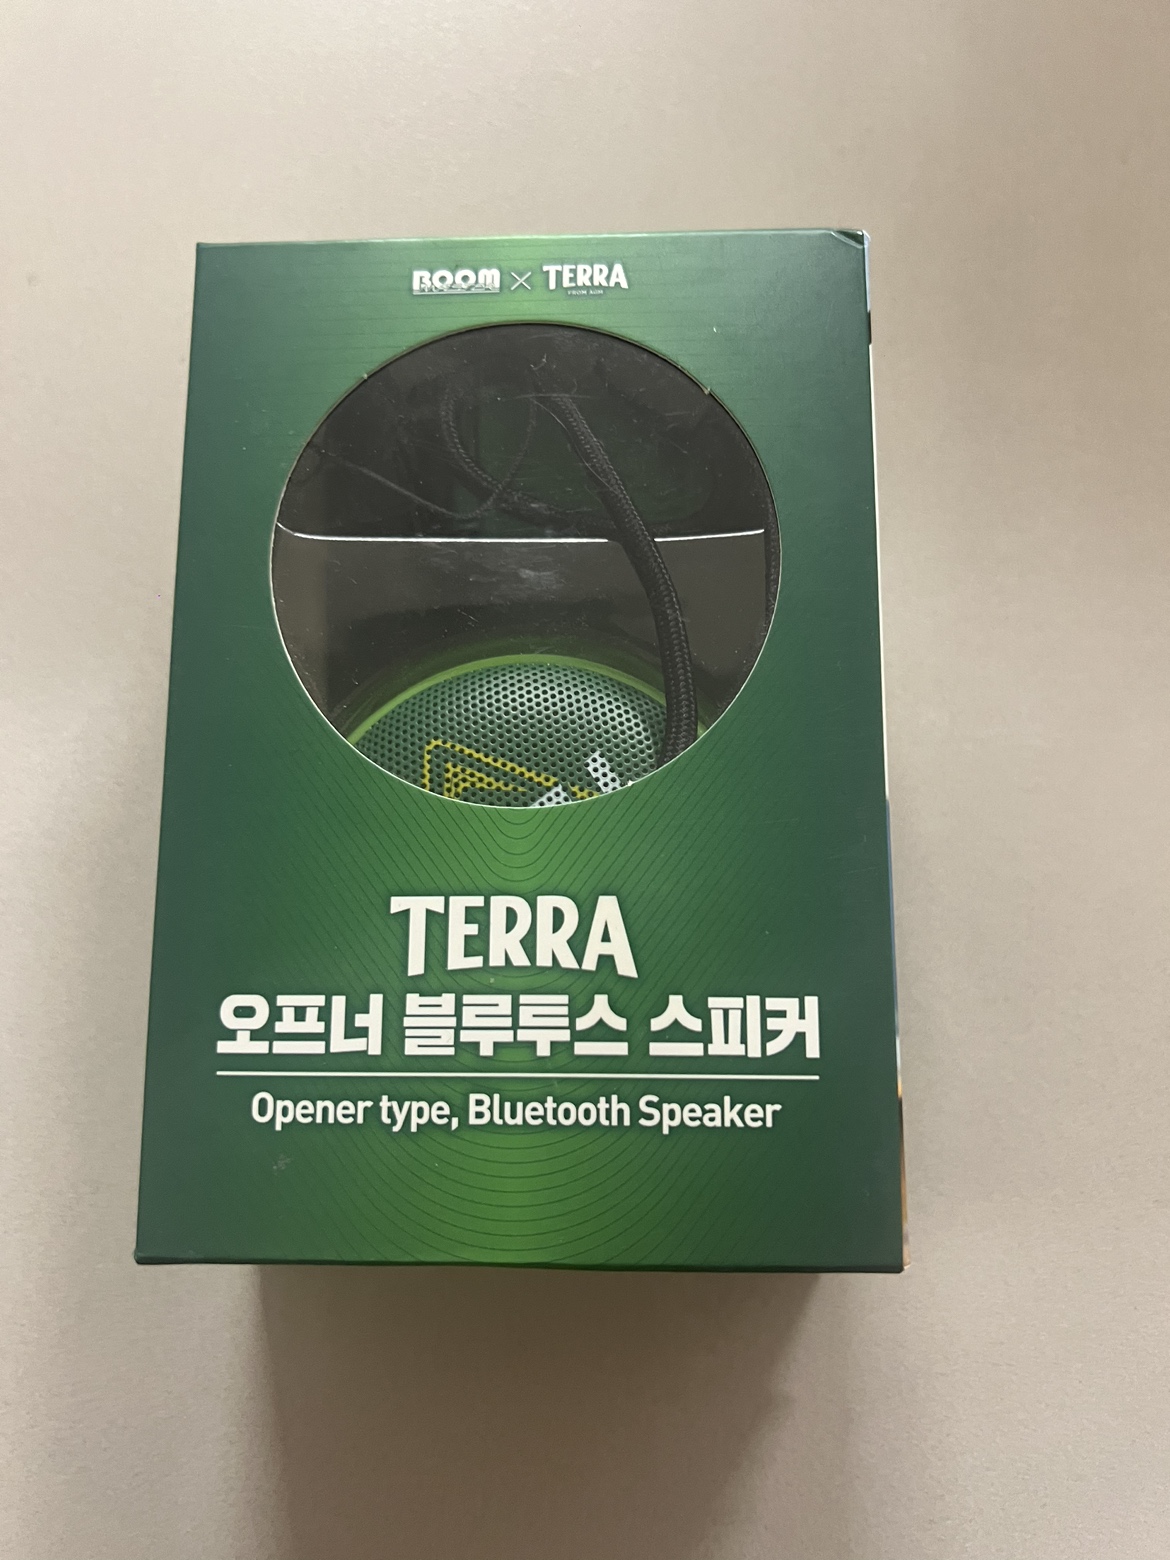 BOOM × TERRA
TERRA
오프너 블루투스 스피커
Opener type, Bluetooth Speaker